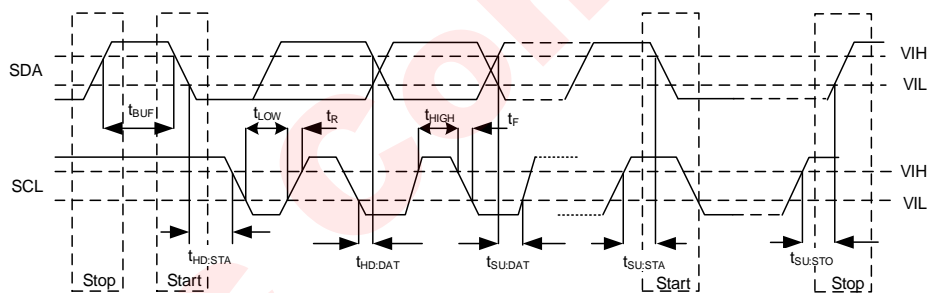 SDA
VIH
VIL
tBUF
tLOW
tR
tHIGH
tF
SCL
VIH
VIL
tHD:STA
tHD:DAT
tSU:DAT
tSU:STA
tSU:STO
Stop
Start
Start
Stop